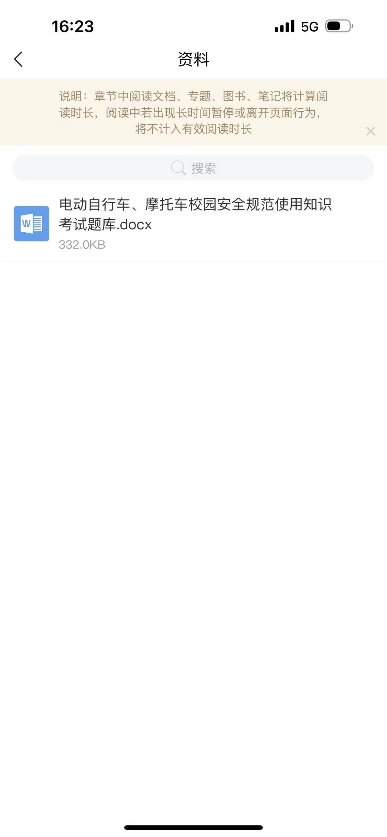 16:23
5G
资料
说明：章节中阅读文档、专题、图书、笔记将计算阅
读时长，阅读中若出现长时间暂停或离开页面行为，
将不计入有效阅读时长
搜索
W
电动自行车、摩托车校园安全规范使用知识
考试题库.docx
332.0KB